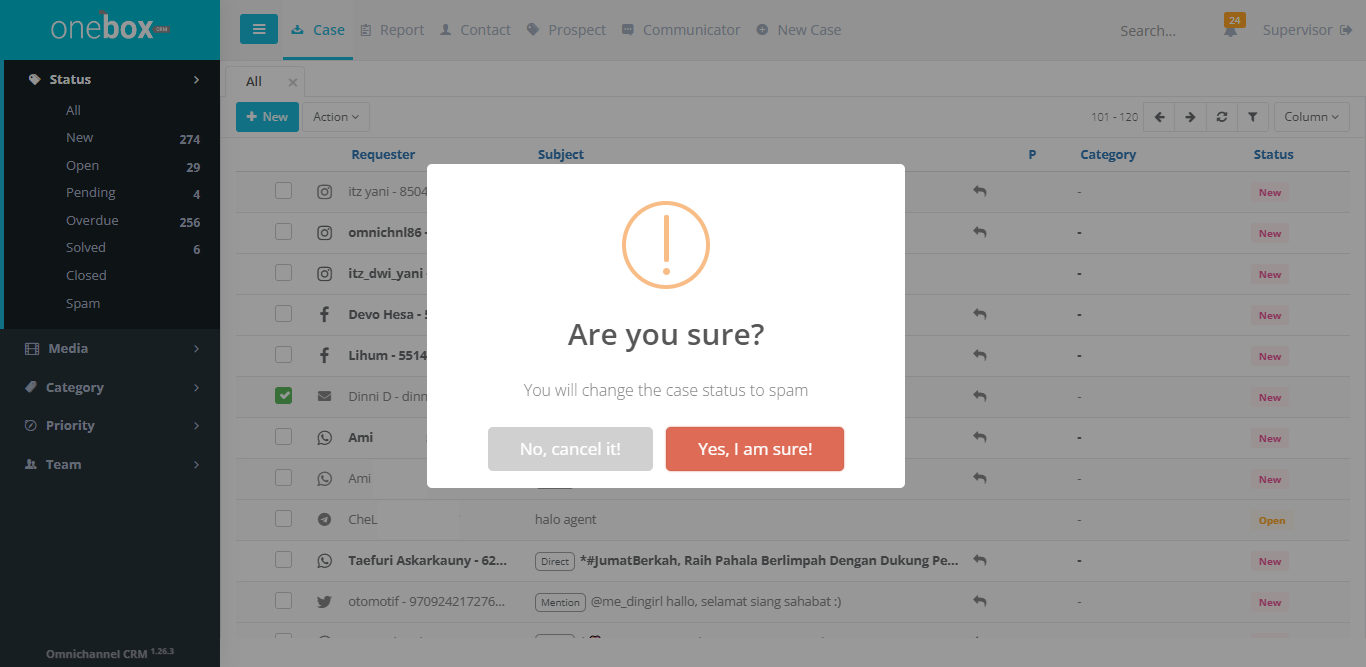 onebox CRM
Case Report Contact Prospect Communicator New Case Search... 24 Supervisor
Status
All
New 274
Open 29
Pending 4
Overdue 256
Solved 6
Closed
Spam
Media
Category
Priority
Team
Omnichannel CRM 1.26.3
All ×
New Action 101 - 120 Column
Requester Subject P Category Status
itz yani - 8504 - New
omnichnl86 - - New
itz_dwi_yani - New
Devo Hesa - 5 - New
Lihum - 5514 - New
Dinni D - dinn - New
Ami - New
Ami - New
CheL halo agent - Open
Taefuri Askarkauny - 62... Direct *#JumatBerkah, Raih Pahala Berlimpah Dengan Dukung Pe... - New
otomotif - 970924217276... Mention @me_dingirl hallo, selamat siang sahabat :) - New
Are you sure?
You will change the case status to spam
No, cancel it! Yes, I am sure!